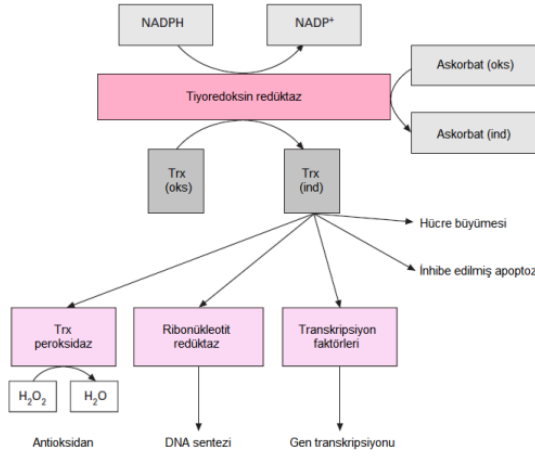 NADPH
NADP⁺
Tiyoredoksin redüktaz
Askorbat (oks)
Askorbat (ind)
Trx
(oks)
Trx
(ind)
Hücre büyümesi
İnhibe edilmiş apoptoz
Trx
peroksidaz
Ribonükleotit
redüktaz
Transkripsiyon
faktörleri
H₂O₂
H₂O
Antioksidan
DNA sentezi
Gen transkripsiyonu